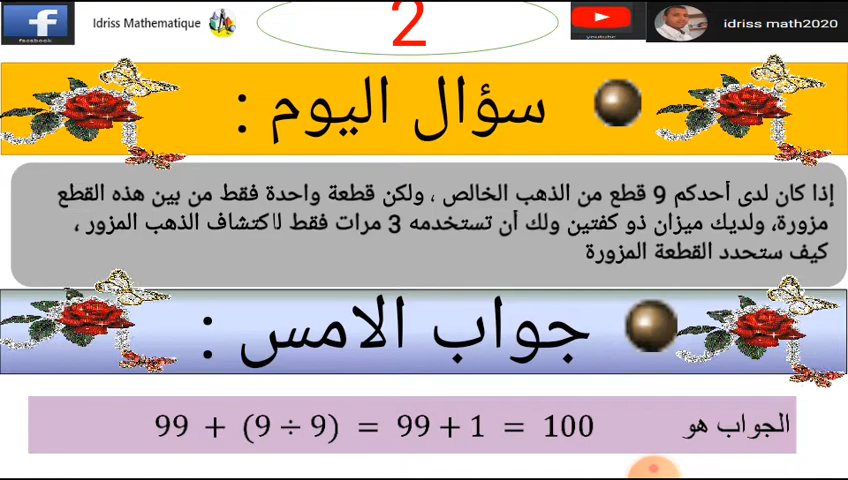 facebook
Idriss Mathematique
2
youtube
idriss math2020
سؤال اليوم :
إذا كان لدى أحدكم 9 قطع من الذهب الخالص ، ولكن قطعة واحدة فقط من بين هذه القطع
مزورة، ولديك ميزان ذو كفتين ولك أن تستخدمه 3 مرات فقط لاكتشاف الذهب المزور ،
كيف ستحدد القطعة المزورة
جواب الامس :
الجواب هو 99 + (9 ÷ 9) = 99 + 1 = 100